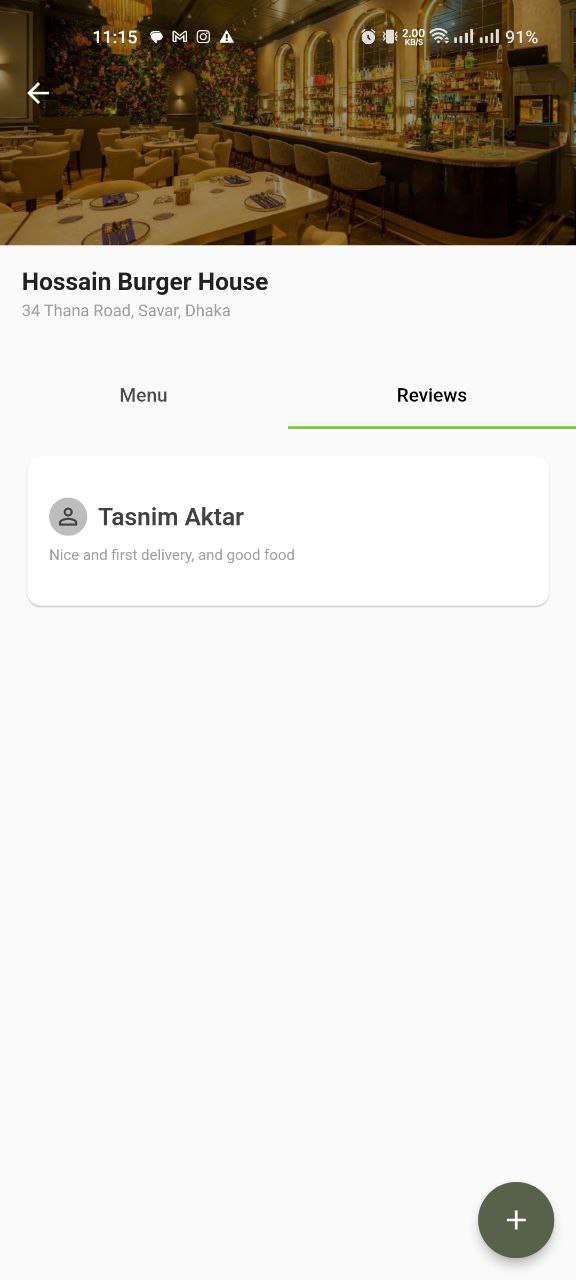 11:15 2.00 KB/S 91%
Hossain Burger House
34 Thana Road, Savar, Dhaka
Menu Reviews
Tasnim Aktar
Nice and first delivery, and good food